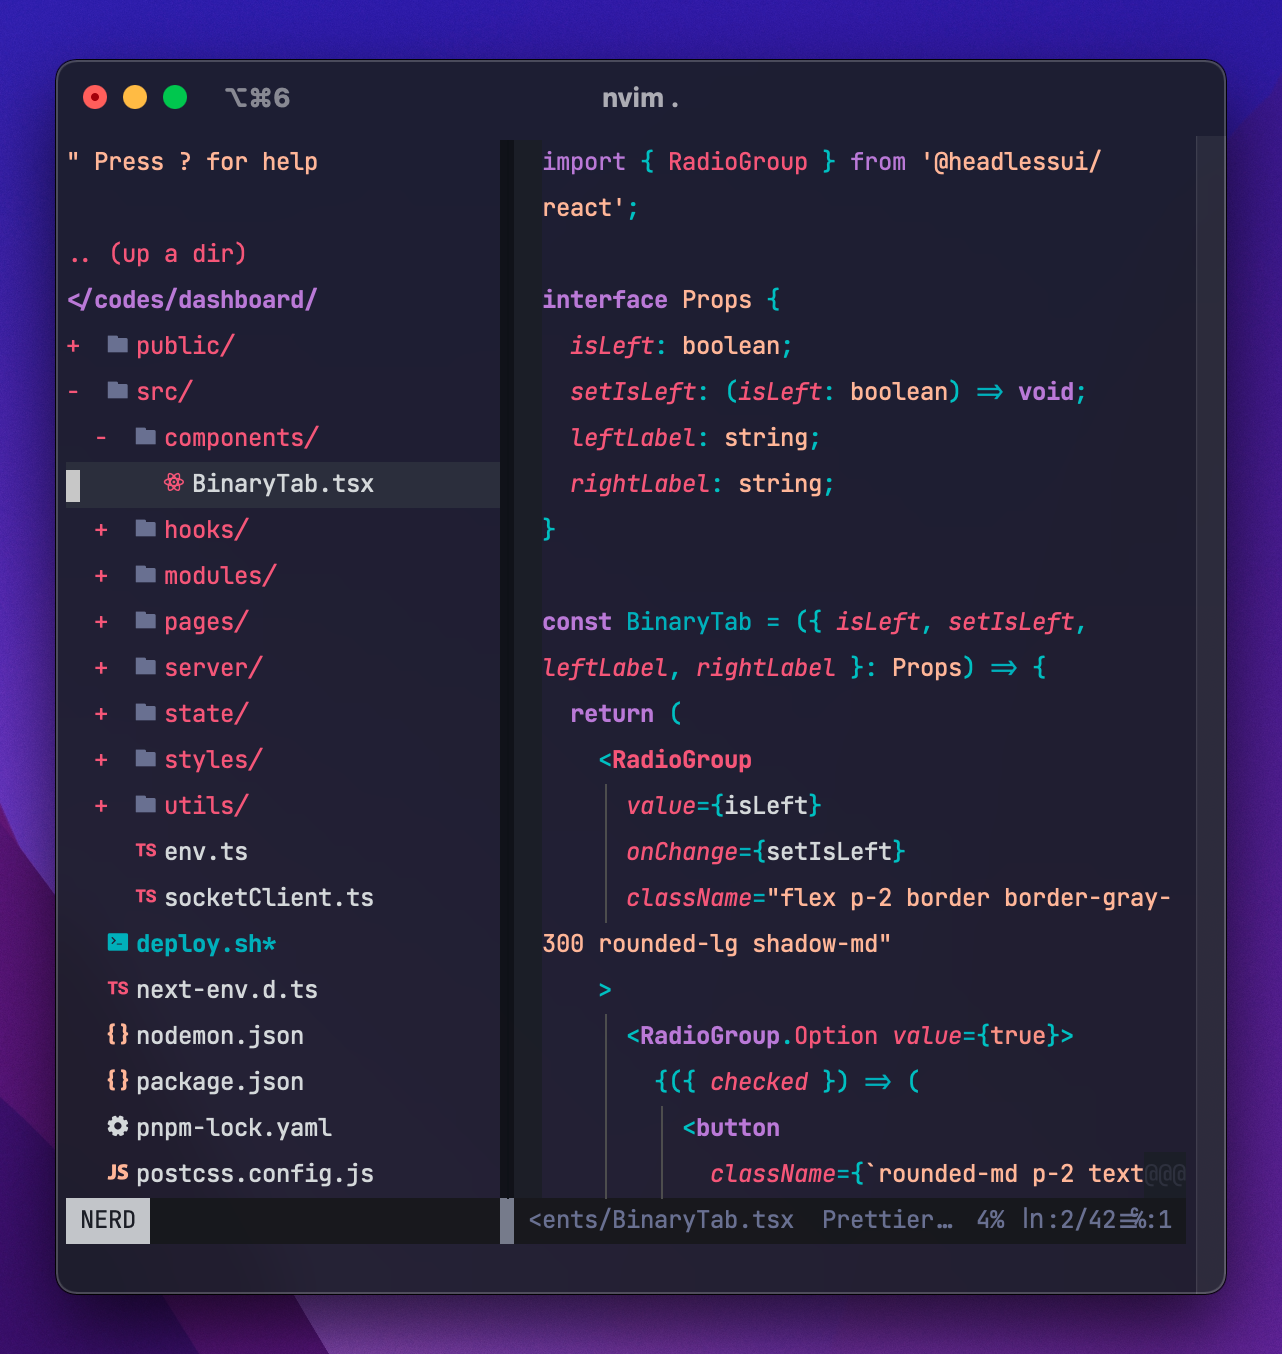 ⌥⌘6 nvim .
" Press ? for help
.. (up a dir)
</codes/dashboard/
+ public/
- src/
- components/
BinaryTab.tsx
+ hooks/
+ modules/
+ pages/
+ server/
+ state/
+ styles/
+ utils/
TS env.ts
TS socketClient.ts
deploy.sh*
TS next-env.d.ts
{} nodemon.json
{} package.json
pnpm-lock.yaml
JS postcss.config.js
NERD
import { RadioGroup } from '@headlessui/
react';
interface Props {
isLeft: boolean;
setIsLeft: (isLeft: boolean) => void;
leftLabel: string;
rightLabel: string;
}
const BinaryTab = ({ isLeft, setIsLeft,
leftLabel, rightLabel }: Props) => {
return (
<RadioGroup
value={isLeft}
onChange={setIsLeft}
className="flex p-2 border border-gray-
300 rounded-lg shadow-md"
>
<RadioGroup.Option value={true}>
{({ checked }) => (
<button
className={`rounded-md p-2 text@@@
<ents/BinaryTab.tsx Prettier… 4% ln:2/42 ℅:1